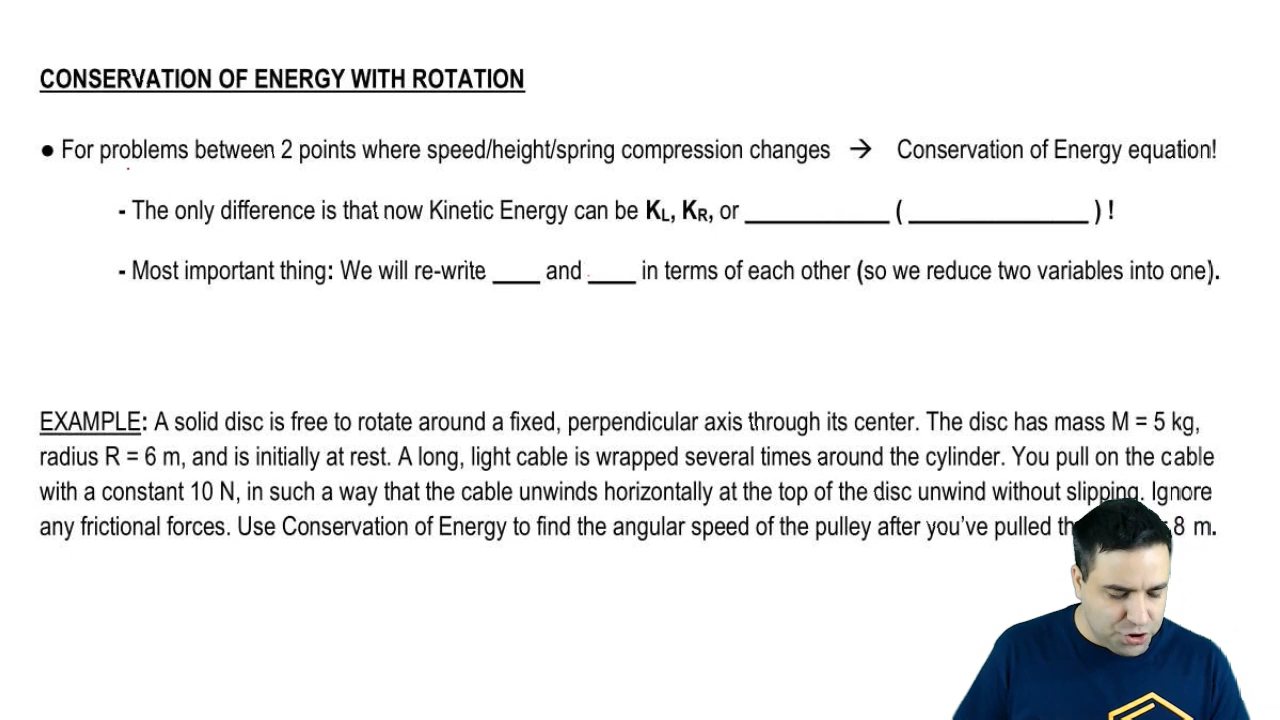 CONSERVATION OF ENERGY WITH ROTATION
● For problems between 2 points where speed/height/spring compression changes → Conservation of Energy equation!
- The only difference is that now Kinetic Energy can be KL, KR, or ___________ ( ______________ ) !
- Most important thing: We will re-write ____ and ____ in terms of each other (so we reduce two variables into one).
EXAMPLE: A solid disc is free to rotate around a fixed, perpendicular axis through its center. The disc has mass M = 5 kg,
radius R = 6 m, and is initially at rest. A long, light cable is wrapped several times around the cylinder. You pull on the cable
with a constant 10 N, in such a way that the cable unwinds horizontally at the top of the disc unwind without slipping. Ignore
any frictional forces. Use Conservation of Energy to find the angular speed of the pulley after you've pulled 8 m.